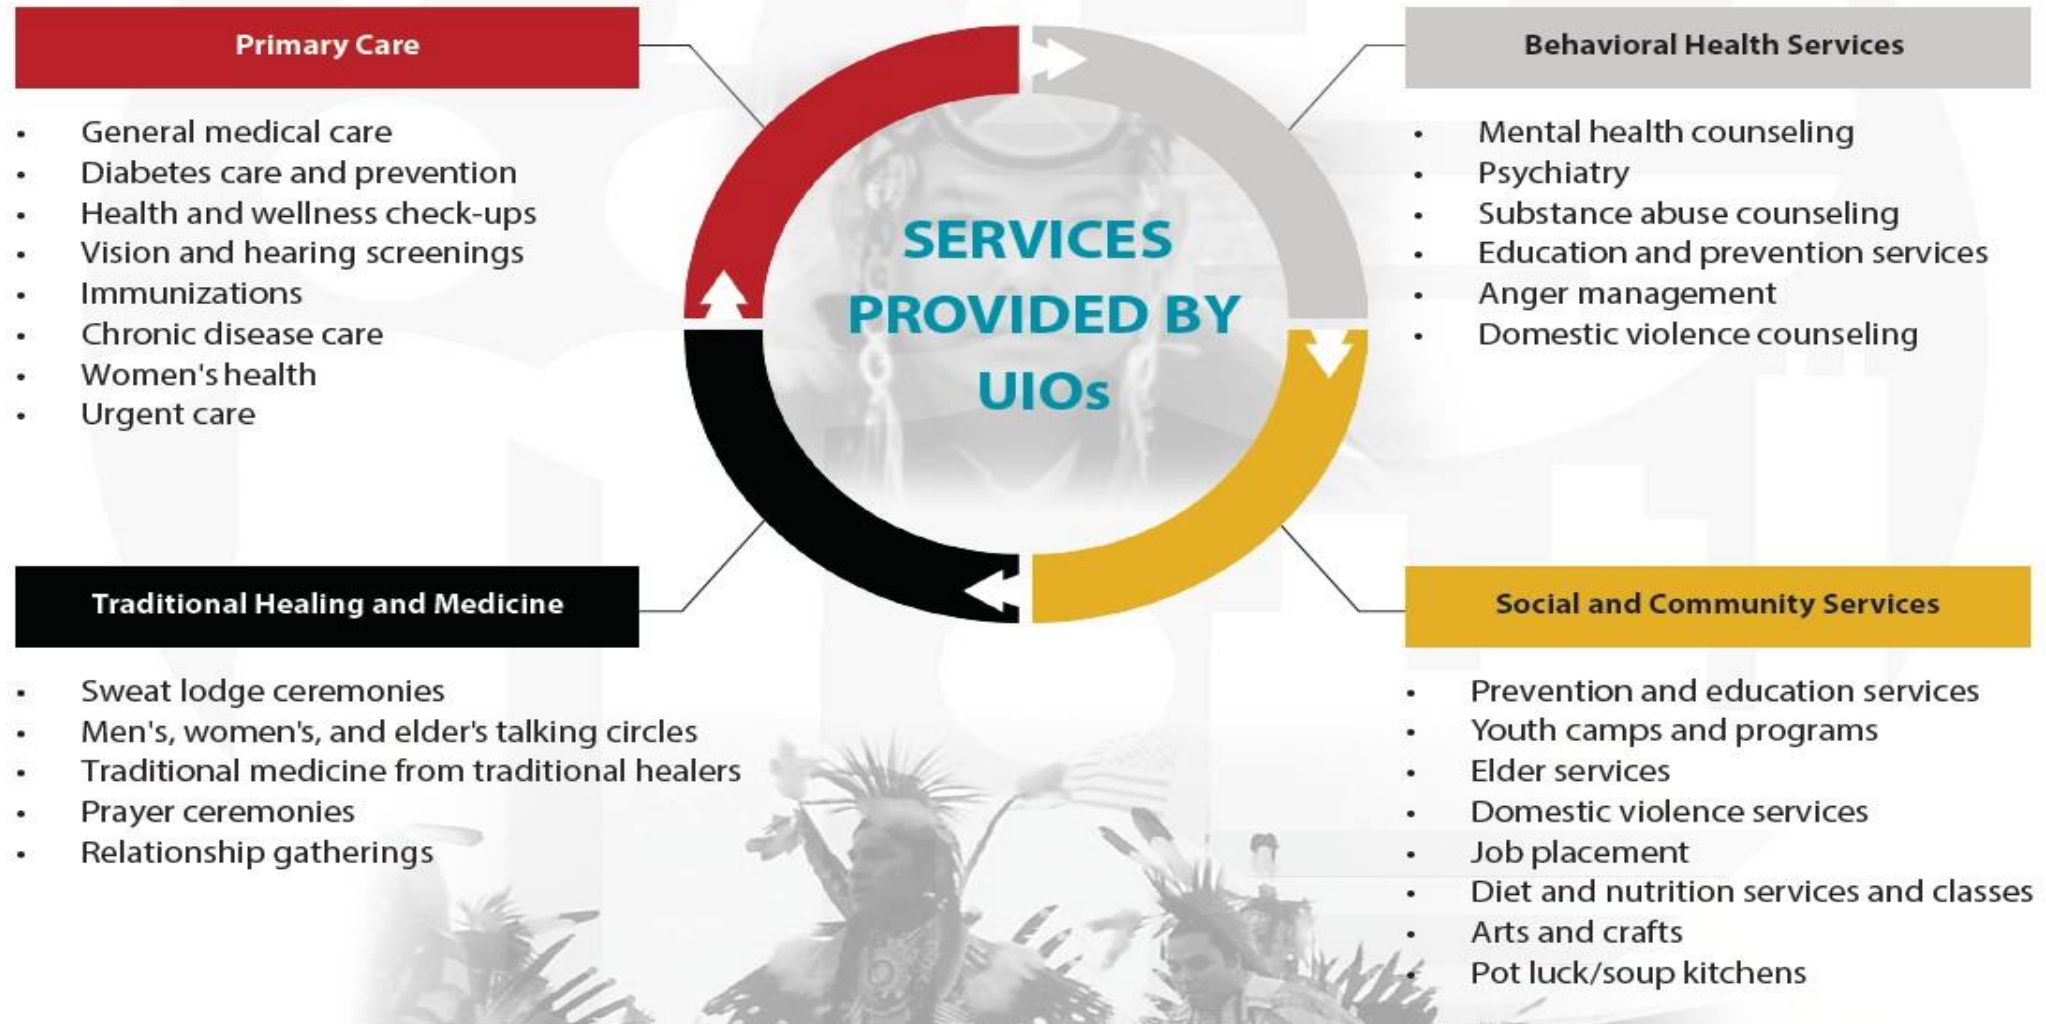 Primary Care
• General medical care
• Diabetes care and prevention
• Health and wellness check-ups
• Vision and hearing screenings
• Immunizations
• Chronic disease care
• Women's health
• Urgent care
SERVICES
PROVIDED BY
UIOs
Behavioral Health Services
• Mental health counseling
• Psychiatry
• Substance abuse counseling
• Education and prevention services
• Anger management
• Domestic violence counseling
Traditional Healing and Medicine
• Sweat lodge ceremonies
• Men's, women's, and elder's talking circles
• Traditional medicine from traditional healers
• Prayer ceremonies
• Relationship gatherings
Social and Community Services
• Prevention and education services
• Youth camps and programs
• Elder services
• Domestic violence services
• Job placement
• Diet and nutrition services and classes
• Arts and crafts
• Pot luck/soup kitchens